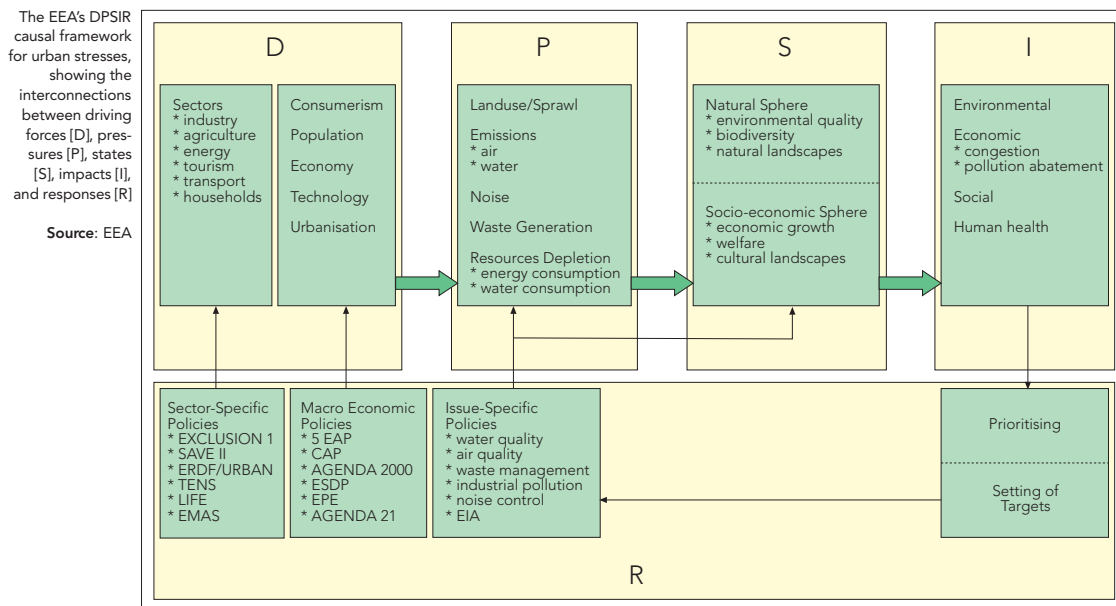 The EEA's DPSIR
causal framework
for urban stresses,
showing the
interconnections
between driving
forces [D], pres-
sures [P], states
[S], impacts [I],
and responses [R]
Source: EEA
D
Sectors
* industry
* agriculture
* energy
* tourism
* transport
* households
Consumerism
Population
Economy
Technology
Urbanisation
P
Landuse/Sprawl
Emissions
* air
* water
Noise
Waste Generation
Resources Depletion
* energy consumption
* water consumption
S
Natural Sphere
* environmental quality
* biodiversity
* natural landscapes
Socio-economic Sphere
* economic growth
* welfare
* cultural landscapes
I
Environmental
Economic
* congestion
* pollution abatement
Social
Human health
Sector-Specific
Policies
* EXCLUSION 1
* SAVE II
* ERDF/URBAN
* TENS
* LIFE
* EMAS
Macro Economic
Policies
* 5 EAP
* CAP
* AGENDA 2000
* ESDP
* EPE
* AGENDA 21
Issue-Specific
Policies
* water quality
* air quality
* waste management
* industrial pollution
* noise control
* EIA
Prioritising
Setting of
Targets
R